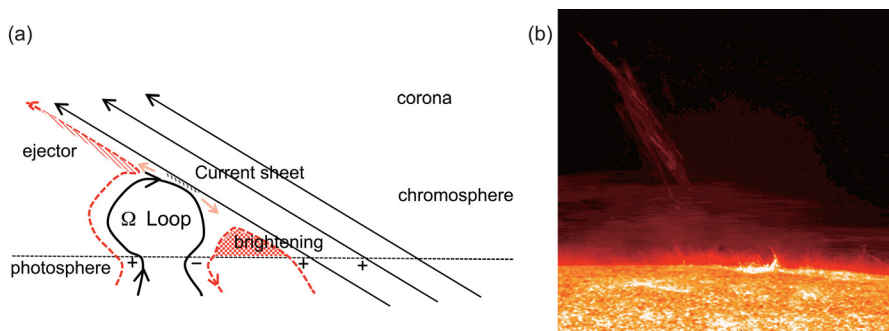 (a)
(b)
corona
ejector
Current sheet
chromosphere
Ω Loop
brightening
photosphere
+
−
+
+